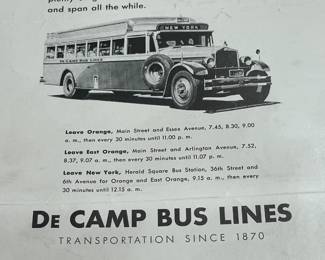 and span all the while.
NEW YORK
DE CAMP BUS LINES
Leave Orange, Main Street and Essex Avenue, 7.45, 8.30, 9.00
a. m., then every 30 minutes until 11.00 p. m.
Leave East Orange, Main Street and Arlington Avenue, 7.52,
8.37, 9.07 a. m., then every 30 minutes until 11.07 p. m.
Leave New York, Herald Square Bus Station, 36th Street and
6th Avenue for Orange and East Orange, 9.15 a. m., then every
30 minutes until 12.15 a. m.
DE CAMP BUS LINES
TRANSPORTATION SINCE 1870